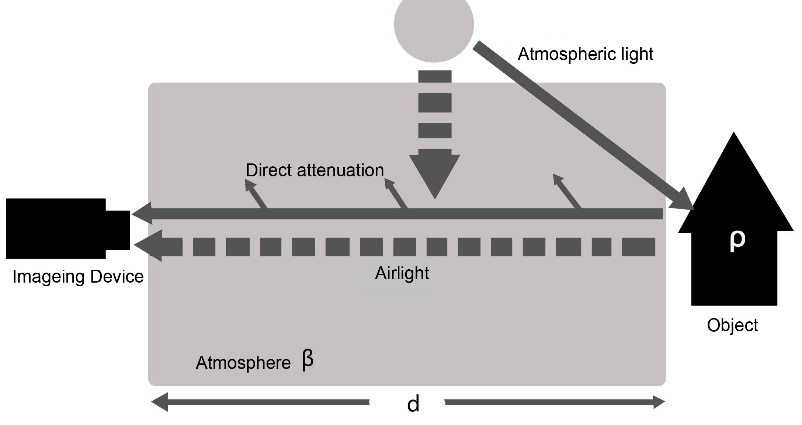 Atmospheric light
Direct attenuation
ρ
Imageing Device
Airlight
Object
Atmosphere β
d